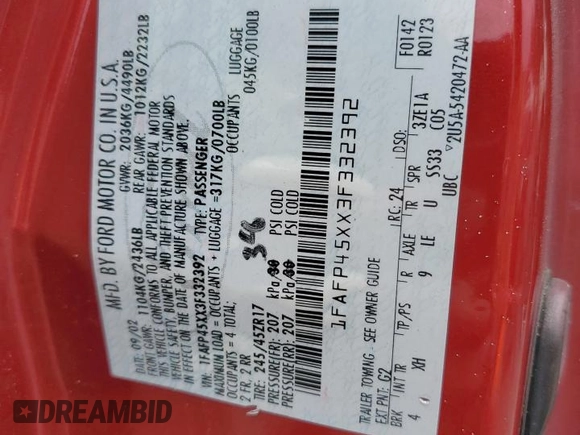 MFD. BY FORD MOTOR CO. IN U.S.A.
DATE: 09/02 GVWR: 2036KG/4490LB
FRONT GAWR: 1104KG/2436LB REAR GAWR: 1012KG/2232LB
THIS VEHICLE CONFORMS TO ALL APPLICABLE FEDERAL MOTOR
VEHICLE SAFETY, BUMPER, AND THEFT PREVENTION STANDARDS
IN EFFECT ON THE DATE OF MANUFACTURE SHOWN ABOVE.
VIN: 1FAFP45XX3F332392 TYPE: PASSENGER
MAXIMUM LOAD = OCCUPANTS + LUGGAGE =317KG/0700LB
OCCUPANTS = 4 TOTAL: OCCUPANTS LUGGAGE
2 FR, 2 RR 045KG/0100LB
TIRE: 245/45ZR17
PRESSURE(FR): 207 kPa/30 PSI COLD
PRESSURE(RR): 207 kPa/30 PSI COLD
1FAFP45XX3F332392
F0142
R0123
TRAILER TOWING - SEE OWNER GUIDE
EXT PNT: G2 RC: 24 DSO:
BRK INT TR TP/PS R AXLE TR SPR 3ZE1A
4 XH 9 LE U SS33 C05
UBC
▽2U5A-5420472-AA
DREAMBID